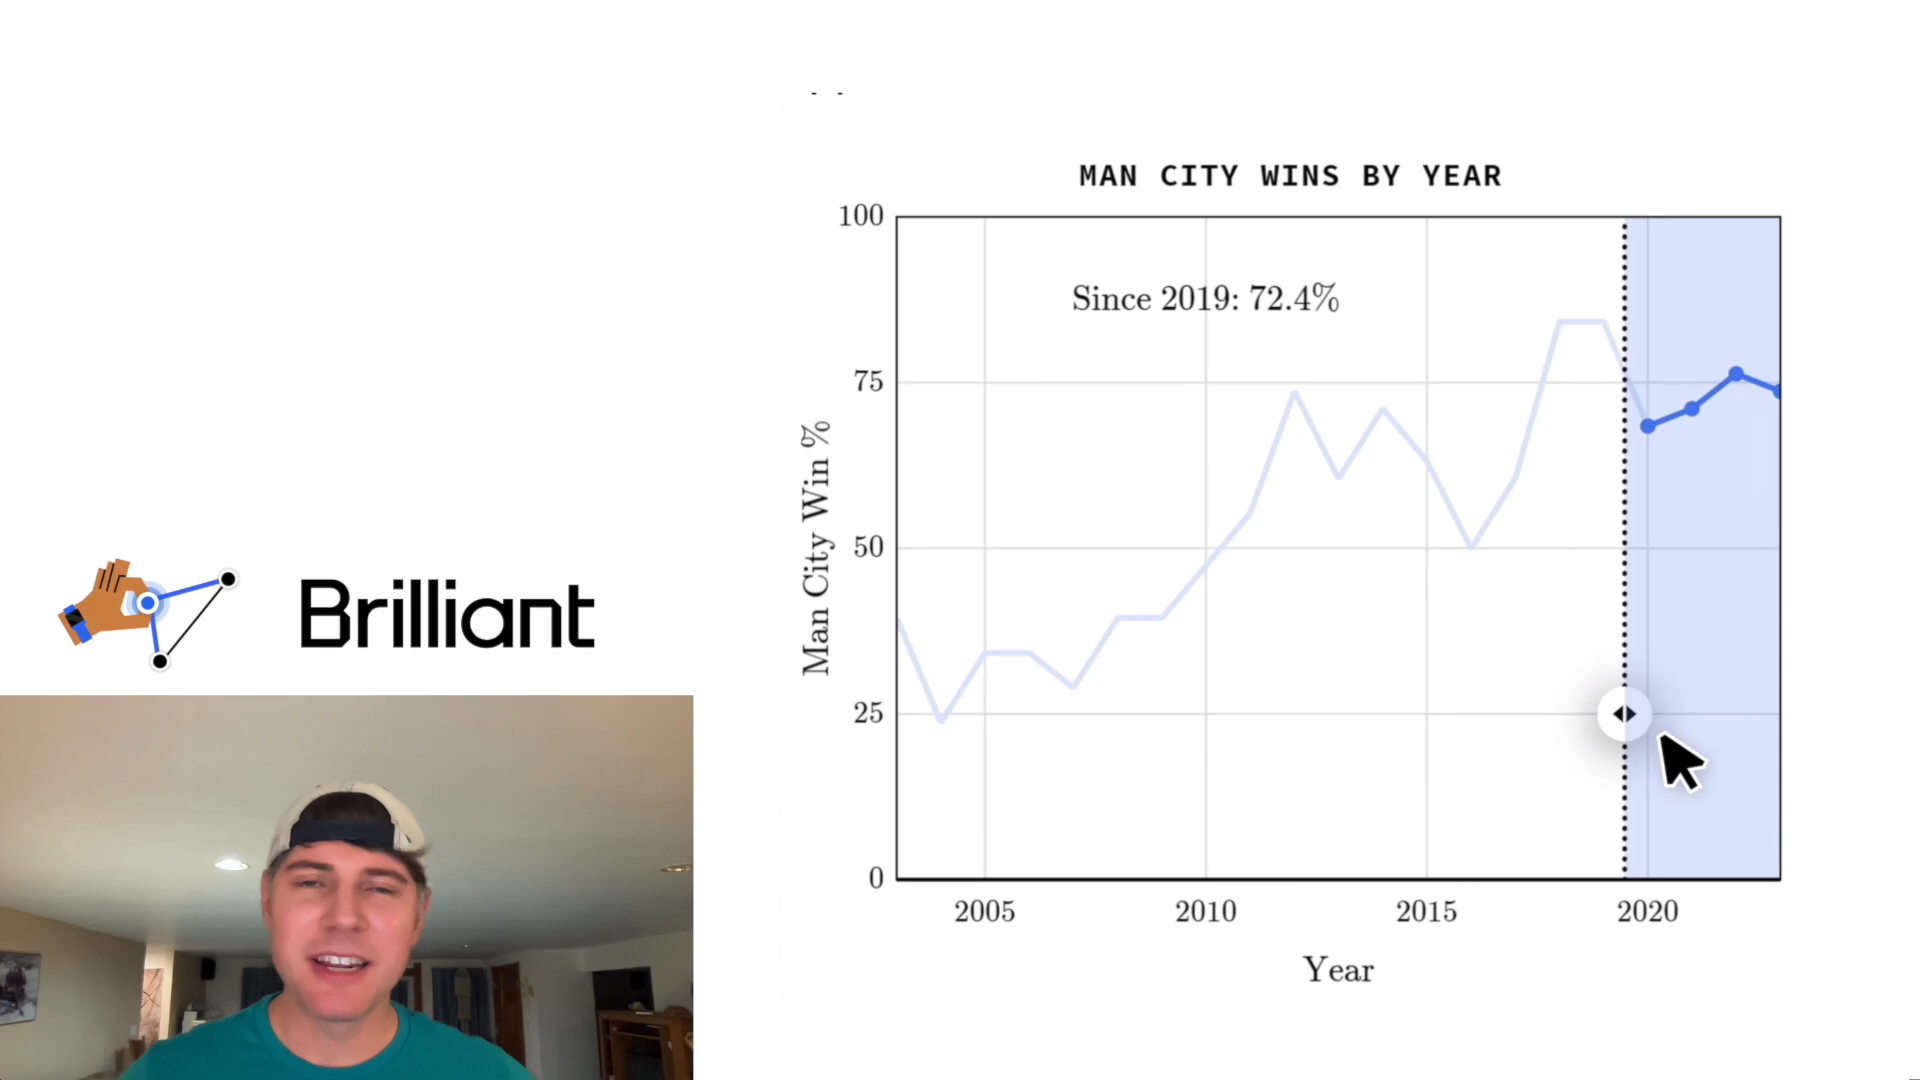 MAN CITY WINS BY YEAR
100
Since 2019: 72.4%
75
50
25
0
Man City Win %
2005 2010 2015 2020
Year
Brilliant